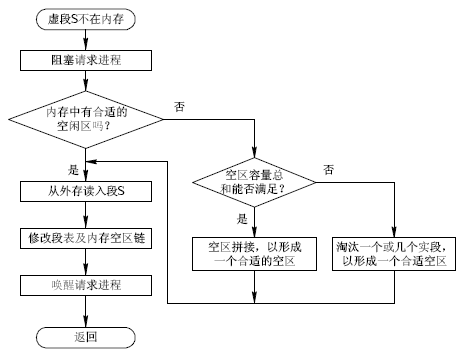 虚段S不在内存
阻塞请求进程
内存中有合适的
空闲区吗？
否
是
从外存读入段S
修改段表及内存空区链
唤醒请求进程
返回
空区容量总
和能否满足？
否
是
空区拼接，以形成
一个合适的空区
淘汰一个或几个实段，
以形成一个合适空区